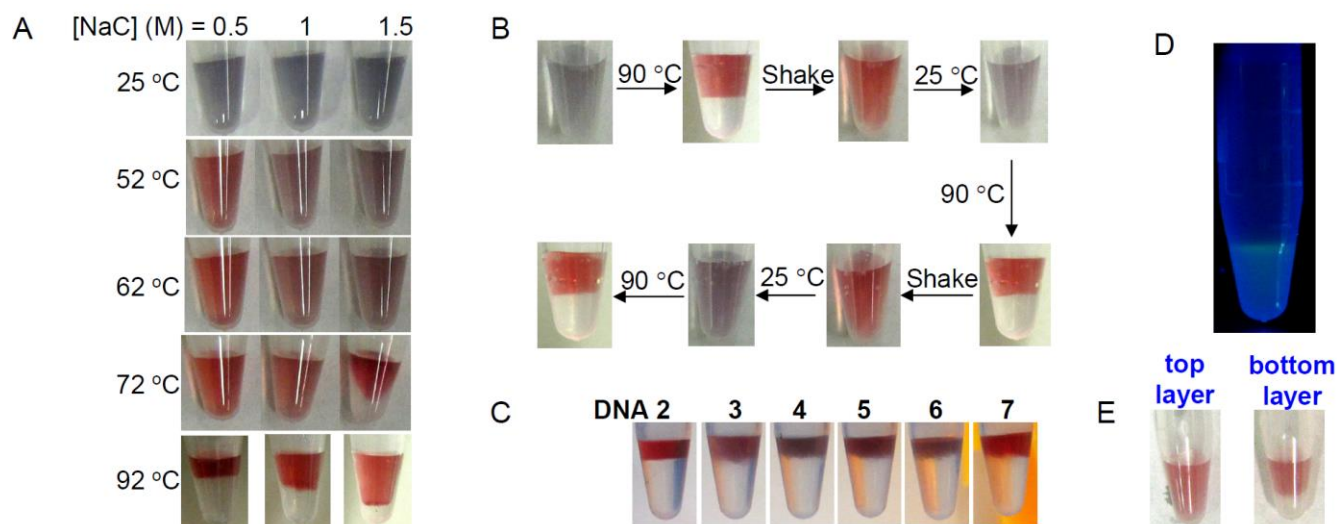 A
[NaC] (M) = 0.5 1 1.5
25 °C
52 °C
62 °C
72 °C
92 °C
B
90 °C
Shake
25 °C
90 °C
Shake
25 °C
90 °C
C
DNA 2 3 4 5 6 7
D
E
top
layer
bottom
layer